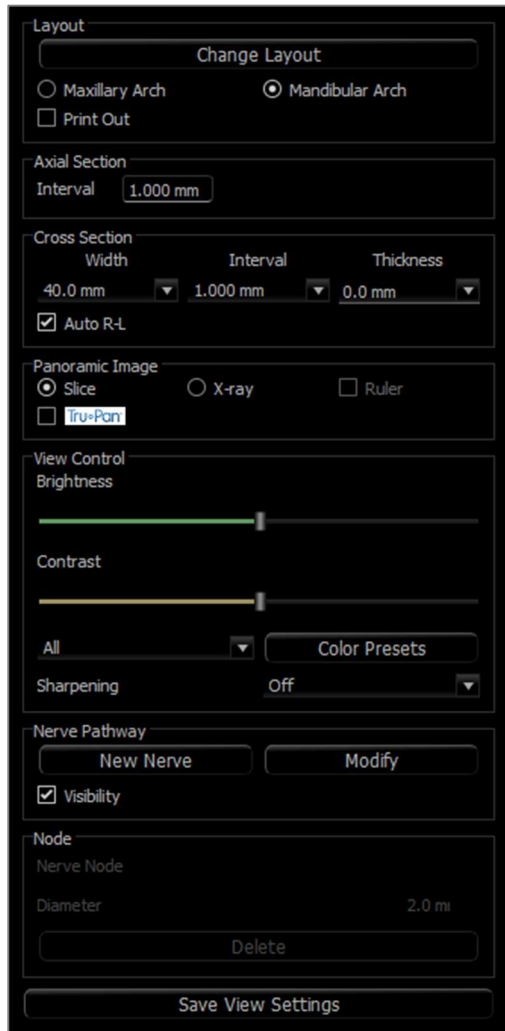 Layout
Change Layout
Maxillary Arch Mandibular Arch
Print Out
Axial Section
Interval 1.000 mm
Cross Section
Width Interval Thickness
40.0 mm 1.000 mm 0.0 mm
Auto R-L
Panoramic Image
Slice X-ray Ruler
Tru•Pan
View Control
Brightness
Contrast
All Color Presets
Sharpening Off
Nerve Pathway
New Nerve Modify
Visibility
Node
Nerve Node
Diameter 2.0 m
Delete
Save View Settings